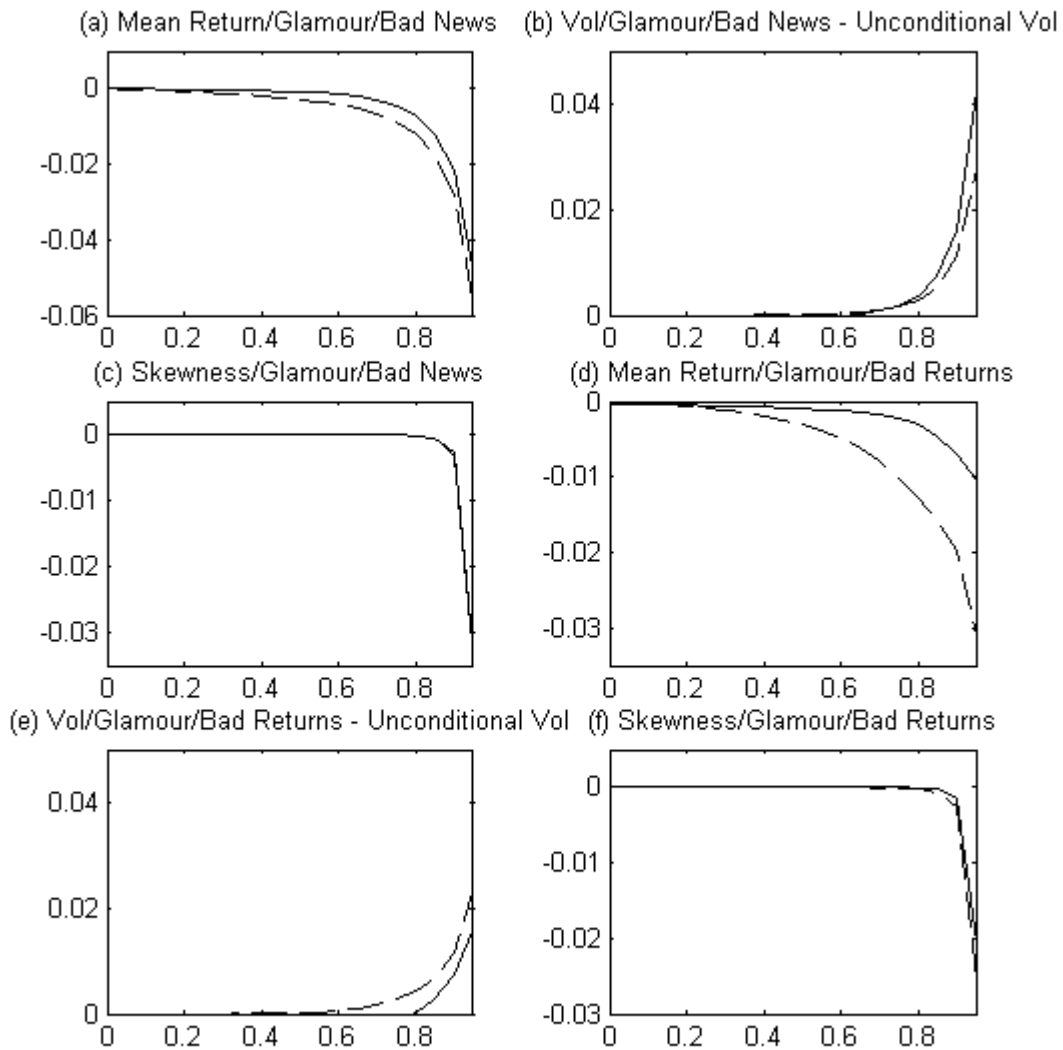 (a) Mean Return/Glamour/Bad News (b) Vol/Glamour/Bad News - Unconditional Vol
0
-0.02
-0.04
-0.06
0 0.2 0.4 0.6 0.8
0.04
0.02
0
0 0.2 0.4 0.6 0.8
(c) Skewness/Glamour/Bad News (d) Mean Return/Glamour/Bad Returns
0
-0.01
-0.02
-0.03
0 0.2 0.4 0.6 0.8
0
-0.01
-0.02
-0.03
0 0.2 0.4 0.6 0.8
(e) Vol/Glamour/Bad Returns - Unconditional Vol (f) Skewness/Glamour/Bad Returns
0.04
0.02
0
0 0.2 0.4 0.6 0.8
0
-0.01
-0.02
-0.03
0 0.2 0.4 0.6 0.8